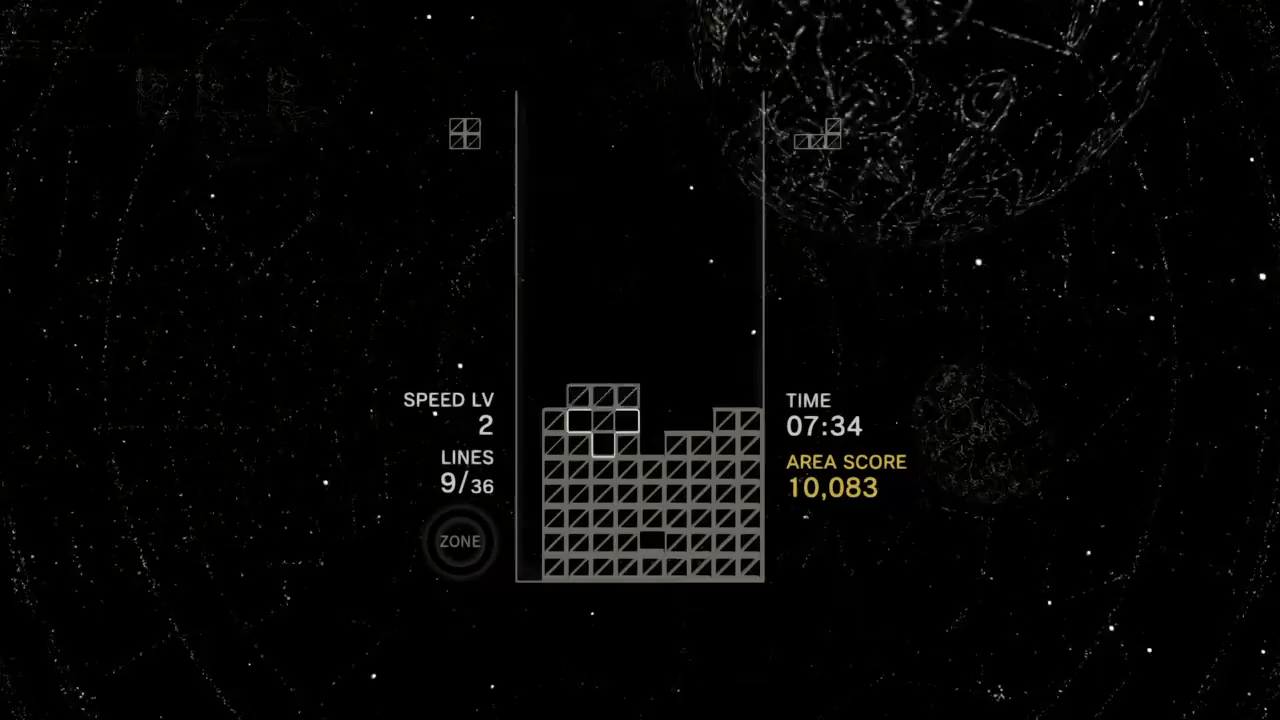 SPEED LV
2
LINES
9/36
ZONE
TIME
07:34
AREA SCORE
10,083